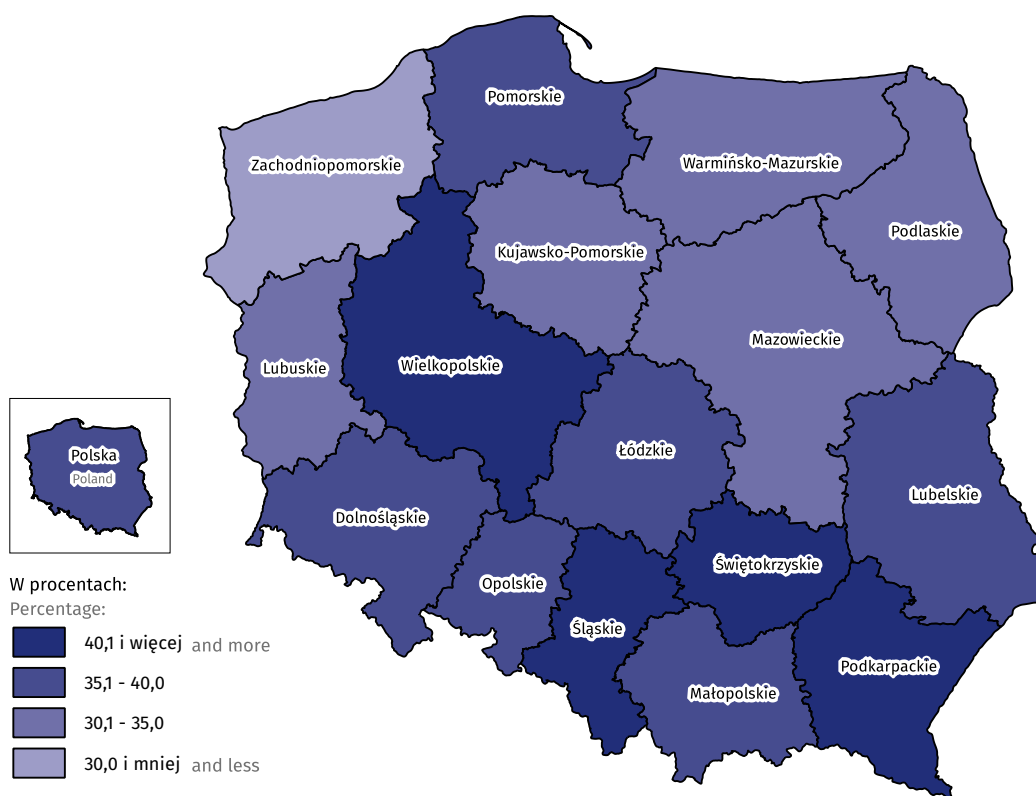 Pomorskie
Zachodniopomorskie
Warmińsko-Mazurskie
Podlaskie
Kujawsko-Pomorskie
Mazowieckie
Lubuskie
Wielkopolskie
Łódzkie
Polska
Poland
Lubelskie
Dolnośląskie
Świętokrzyskie
Opolskie
Śląskie
Podkarpackie
Małopolskie
W procentach:
Percentage:
40,1 i więcej and more
35,1 - 40,0
30,1 - 35,0
30,0 i mniej and less